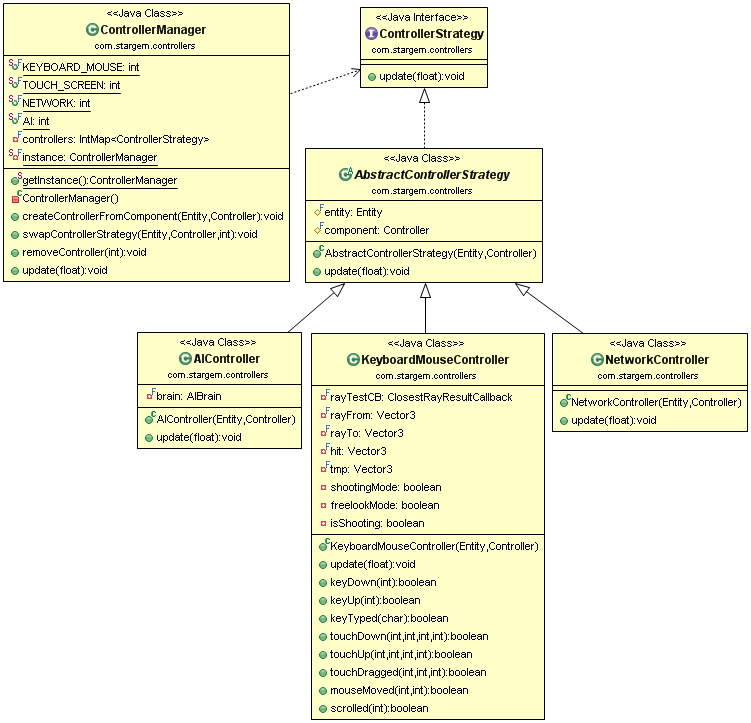 <<Java Class>>
ControllerManager
com.stargem.controllers
KEYBOARD_MOUSE: int
TOUCH_SCREEN: int
NETWORK: int
AI: int
controllers: IntMap<ControllerStrategy>
instance: ControllerManager
getInstance():ControllerManager
ControllerManager()
createControllerFromComponent(Entity,Controller):void
swapControllerStrategy(Entity,Controller,int):void
removeController(int):void
update(float):void
<<Java Interface>>
ControllerStrategy
com.stargem.controllers
update(float):void
<<Java Class>>
AbstractControllerStrategy
com.stargem.controllers
entity: Entity
component: Controller
AbstractControllerStrategy(Entity,Controller)
update(float):void
<<Java Class>>
AIController
com.stargem.controllers
brain: AIBrain
AIController(Entity,Controller)
update(float):void
<<Java Class>>
KeyboardMouseController
com.stargem.controllers
rayTestCB: ClosestRayResultCallback
rayFrom: Vector3
rayTo: Vector3
hit: Vector3
tmp: Vector3
shootingMode: boolean
freelookMode: boolean
isShooting: boolean
KeyboardMouseController(Entity,Controller)
update(float):void
keyDown(int):boolean
keyUp(int):boolean
keyTyped(char):boolean
touchDown(int,int,int,int):boolean
touchUp(int,int,int,int):boolean
touchDragged(int,int,int):boolean
mouseMoved(int,int):boolean
scrolled(int):boolean
<<Java Class>>
NetworkController
com.stargem.controllers
NetworkController(Entity,Controller)
update(float):void